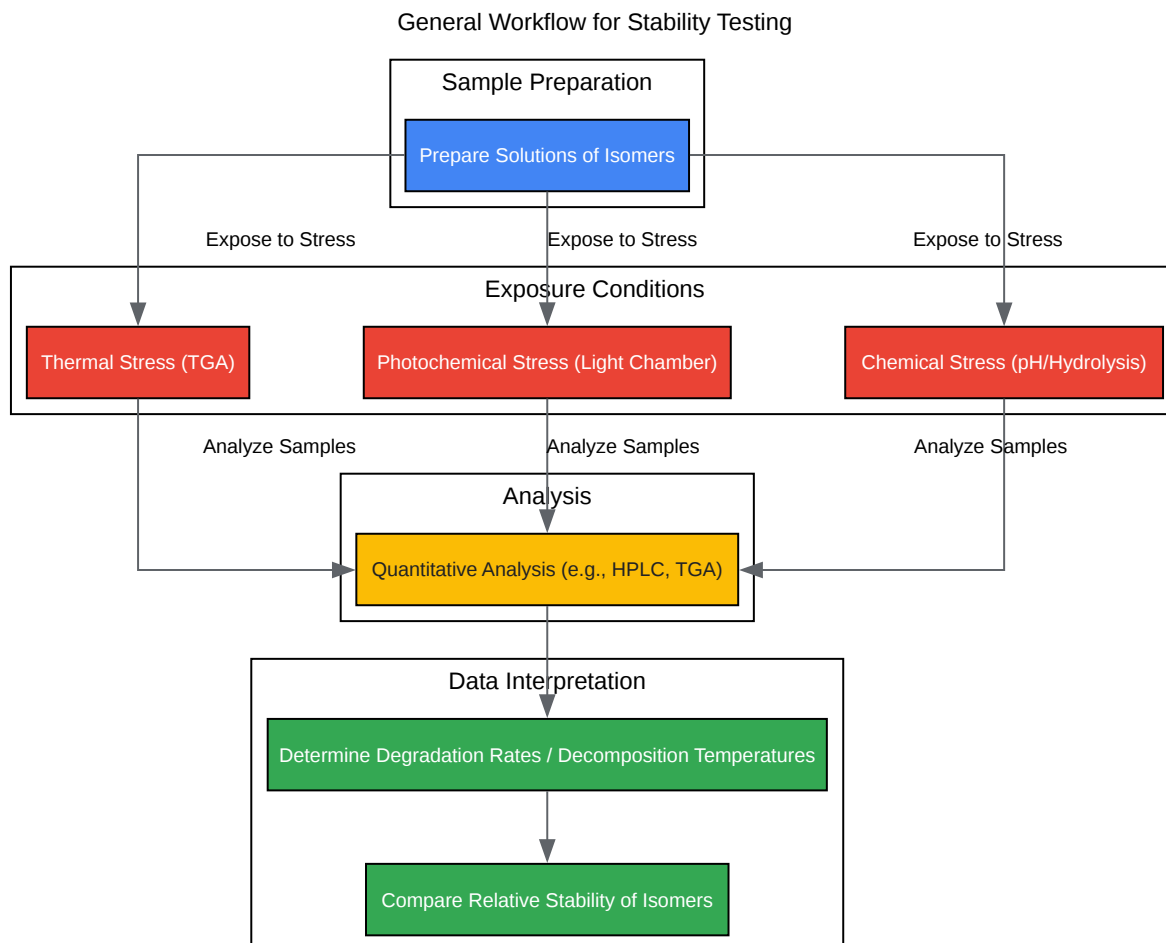 General Workflow for Stability Testing
Sample Preparation
Prepare Solutions of Isomers
Expose to Stress
Expose to Stress
Expose to Stress
Exposure Conditions
Thermal Stress (TGA)
Photochemical Stress (Light Chamber)
Chemical Stress (pH/Hydrolysis)
Analyze Samples
Analyze Samples
Analyze Samples
Analysis
Quantitative Analysis (e.g., HPLC, TGA)
Data Interpretation
Determine Degradation Rates / Decomposition Temperatures
Compare Relative Stability of Isomers